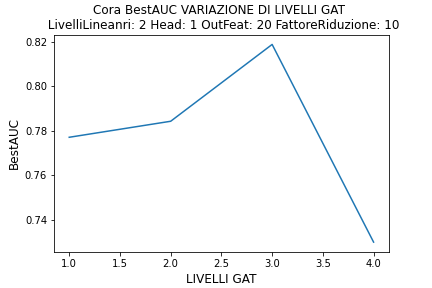 Cora BestAUC VARIAZIONE DI LIVELLI GAT
LivelliLineanri: 2 Head: 1 OutFeat: 20 FattoreRiduzione: 10
0.82
0.80
0.78
0.76
0.74
BestAUC
1.0 1.5 2.0 2.5 3.0 3.5 4.0
LIVELLI GAT